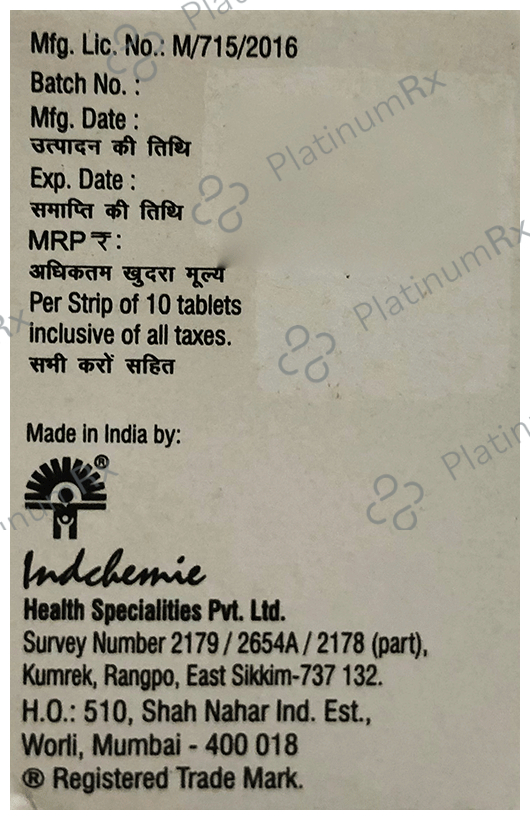 Mfg. Lic. No.: M/715/2016
Batch No. :
Mfg. Date :
उत्पादन की तिथि
Exp. Date :
समाप्ति की तिथि
MRP ₹:
अधिकतम खुदरा मूल्य
Per Strip of 10 tablets
inclusive of all taxes.
सभी करों सहित
Made in India by:
®
Indchemie
Health Specialities Pvt. Ltd.
Survey Number 2179 / 2654A / 2178 (part),
Kumrek, Rangpo, East Sikkim-737 132.
H.O.: 510, Shah Nahar Ind. Est.,
Worli, Mumbai - 400 018
® Registered Trade Mark.
PlatinumRx
PlatinumRx